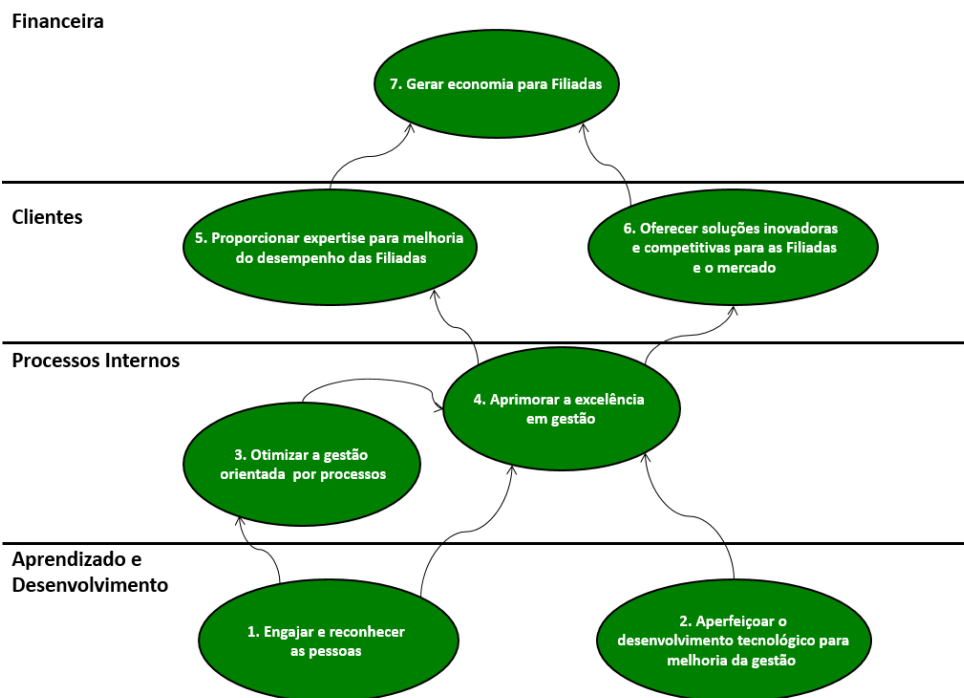 Financeira
7. Gerar economia para Filiadas
Clientes
5. Proporcionar expertise para melhoria
do desempenho das Filiadas
6. Oferecer soluções inovadoras
e competitivas para as Filiadas
e o mercado
Processos Internos
4. Aprimorar a excelência
em gestão
3. Otimizar a gestão
orientada por processos
Aprendizado e
Desenvolvimento
1. Engajar e reconhecer
as pessoas
2. Aperfeiçoar o
desenvolvimento tecnológico para
melhoria da gestão